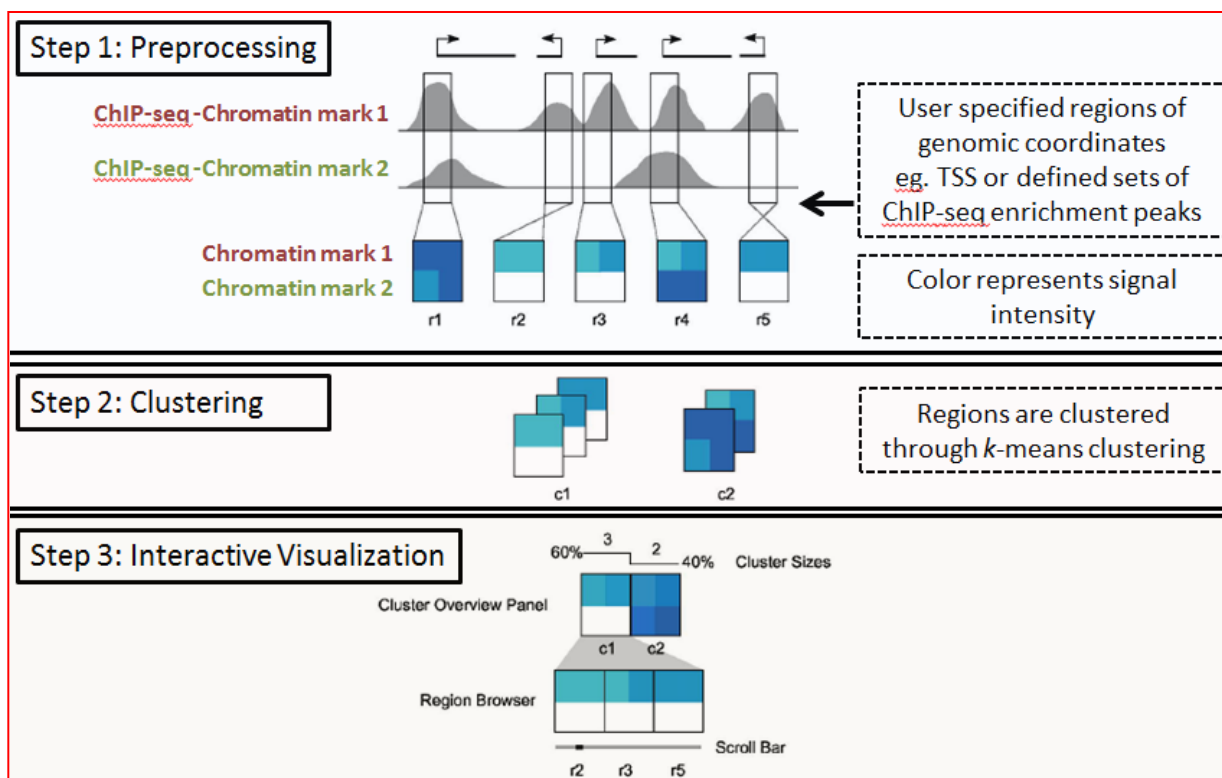 Step 1: Preprocessing
ChIP-seq-Chromatin mark 1
ChIP-seq-Chromatin mark 2
User specified regions of
genomic coordinates
eg. TSS or defined sets of
ChIP-seq enrichment peaks
Chromatin mark 1
Chromatin mark 2
Color represents signal
intensity
r1 r2 r3 r4 r5
Step 2: Clustering
Regions are clustered
through k-means clustering
c1 c2
Step 3: Interactive Visualization
60% 3 2 40% Cluster Sizes
Cluster Overview Panel
c1 c2
Region Browser
Scroll Bar
r2 r3 r5